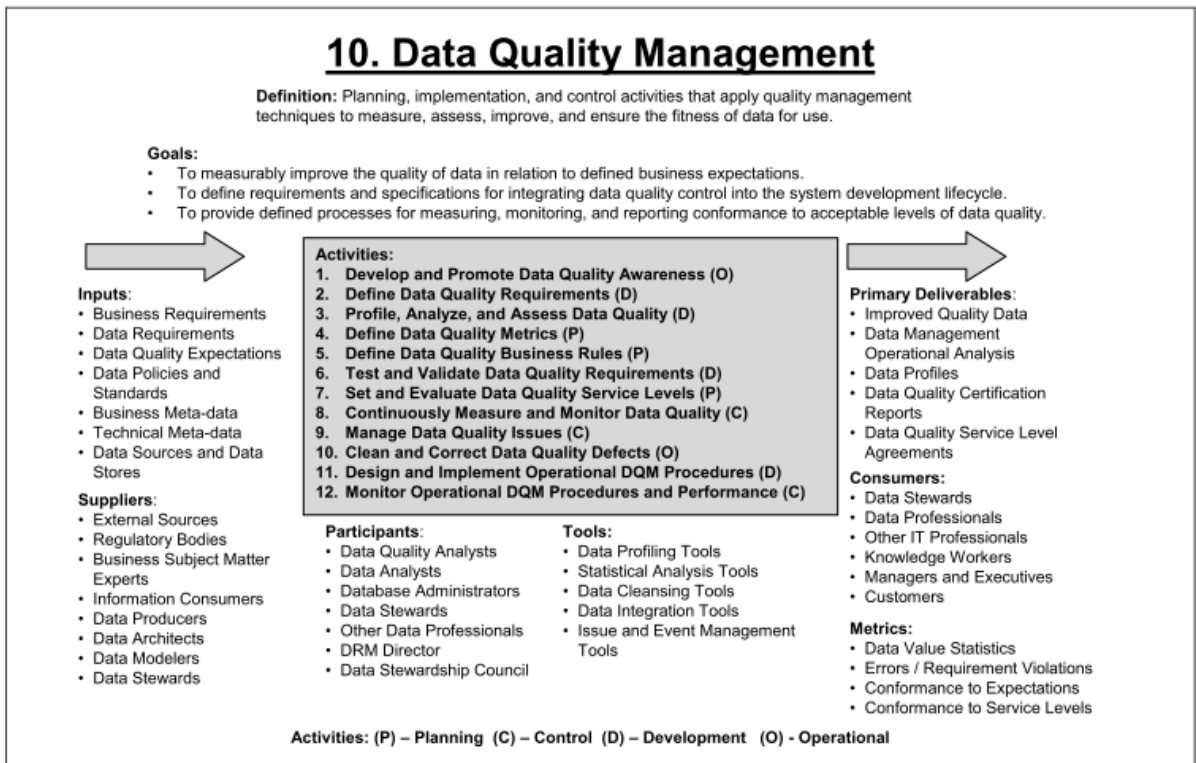 10. Data Quality Management
Definition: Planning, implementation, and control activities that apply quality management
techniques to measure, assess, improve, and ensure the fitness of data for use.
Goals:
• To measurably improve the quality of data in relation to defined business expectations.
• To define requirements and specifications for integrating data quality control into the system development lifecycle.
• To provide defined processes for measuring, monitoring, and reporting conformance to acceptable levels of data quality.
Inputs:
• Business Requirements
• Data Requirements
• Data Quality Expectations
• Data Policies and
Standards
• Business Meta-data
• Technical Meta-data
• Data Sources and Data
Stores
Suppliers:
• External Sources
• Regulatory Bodies
• Business Subject Matter
Experts
• Information Consumers
• Data Producers
• Data Architects
• Data Modelers
• Data Stewards
Activities:
1. Develop and Promote Data Quality Awareness (O)
2. Define Data Quality Requirements (D)
3. Profile, Analyze, and Assess Data Quality (D)
4. Define Data Quality Metrics (P)
5. Define Data Quality Business Rules (P)
6. Test and Validate Data Quality Requirements (D)
7. Set and Evaluate Data Quality Service Levels (P)
8. Continuously Measure and Monitor Data Quality (C)
9. Manage Data Quality Issues (C)
10. Clean and Correct Data Quality Defects (O)
11. Design and Implement Operational DQM Procedures (D)
12. Monitor Operational DQM Procedures and Performance (C)
Participants:
• Data Quality Analysts
• Data Analysts
• Database Administrators
• Data Stewards
• Other Data Professionals
• DRM Director
• Data Stewardship Council
Tools:
• Data Profiling Tools
• Statistical Analysis Tools
• Data Cleansing Tools
• Data Integration Tools
• Issue and Event Management
Tools
Primary Deliverables:
• Improved Quality Data
• Data Management
Operational Analysis
• Data Profiles
• Data Quality Certification
Reports
• Data Quality Service Level
Agreements
Consumers:
• Data Stewards
• Data Professionals
• Other IT Professionals
• Knowledge Workers
• Managers and Executives
• Customers
Metrics:
• Data Value Statistics
• Errors / Requirement Violations
• Conformance to Expectations
• Conformance to Service Levels
Activities: (P) – Planning (C) – Control (D) – Development (O) - Operational